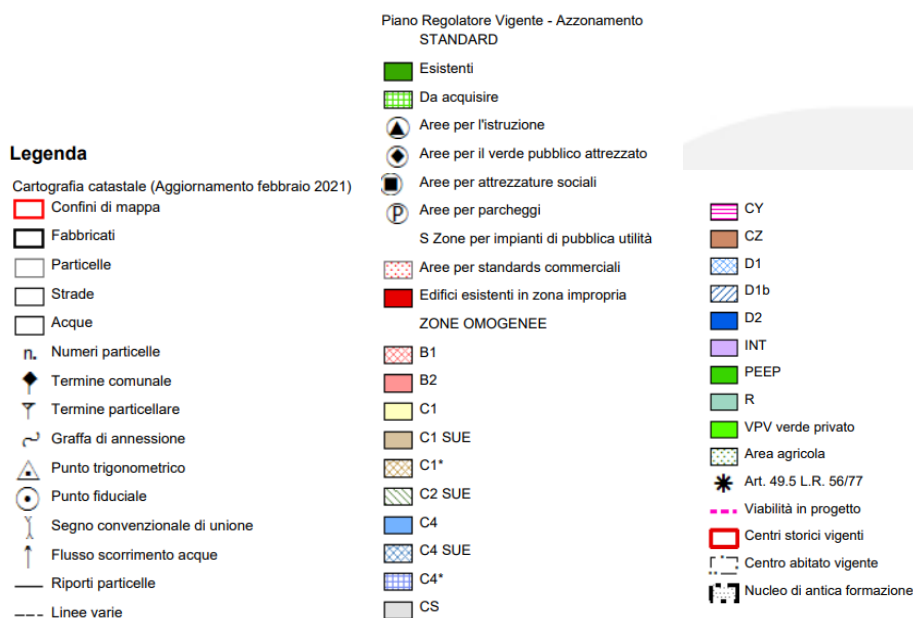 Legenda
Cartografia catastale (Aggiornamento febbraio 2021)
Confini di mappa
Fabbricati
Particelle
Strade
Acque
n. Numeri particelle
Termine comunale
Termine particellare
Graffa di annessione
Punto trigonometrico
Punto fiduciale
Segno convenzionale di unione
Flusso scorrimento acque
Riporti particelle
Linee varie
Piano Regolatore Vigente - Azzonamento
STANDARD
Esistenti
Da acquisire
Aree per l'istruzione
Aree per il verde pubblico attrezzato
Aree per attrezzature sociali
P Aree per parcheggi
S Zone per impianti di pubblica utilità
Aree per standards commerciali
Edifici esistenti in zona impropria
ZONE OMOGENEE
B1
B2
C1
C1 SUE
C1*
C2 SUE
C4
C4 SUE
C4*
CS
CY
CZ
D1
D1b
D2
INT
PEEP
R
VPV verde privato
Area agricola
Art. 49.5 L.R. 56/77
Viabilità in progetto
Centri storici vigenti
Centro abitato vigente
Nucleo di antica formazione